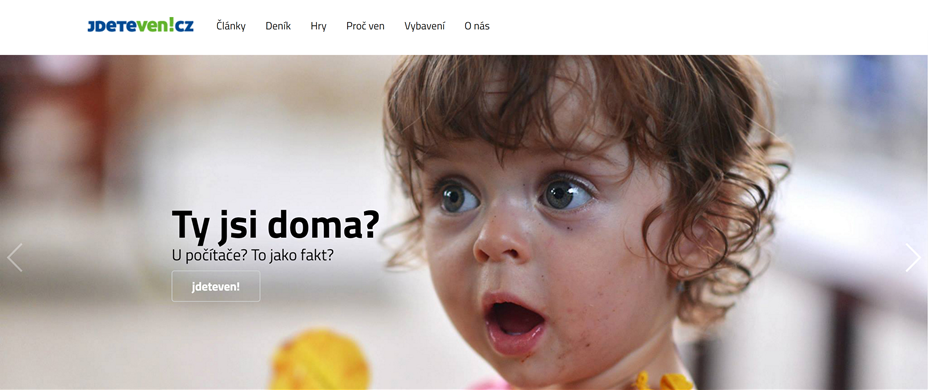 JDETEven!CZ
Články Deník Hry Proč ven Vybavení O nás
Ty jsi doma?
U počítače? To jako fakt?
jdeteven!